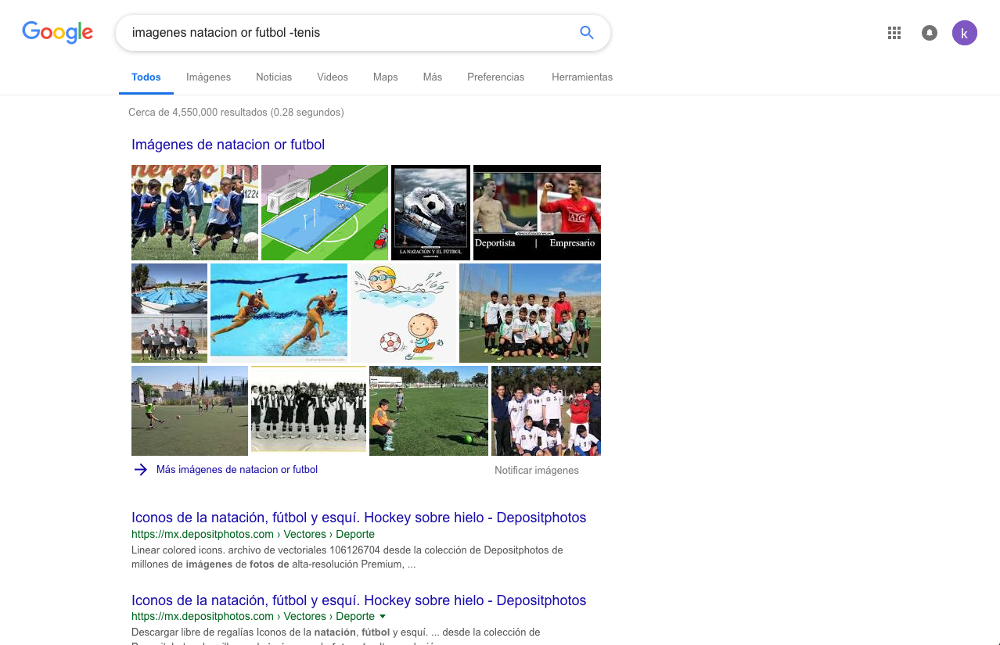 Google
imagenes natacion or futbol -tenis
k
Todos Imágenes Noticias Videos Maps Más Preferencias Herramientas
Cerca de 4,550,000 resultados (0.28 segundos)
Imágenes de natacion or futbol
LA NATACIÓN Y EL FÚTBOL
desmotivaciones.es
Deportista | Empresario
AIG
10
Más imágenes de natacion or futbol
Notificar imágenes
Iconos de la natación, fútbol y esquí. Hockey sobre hielo - Depositphotos
https://mx.depositphotos.com › Vectores › Deporte
Linear colored icons. archivo de vectoriales 106126704 desde la colección de Depositphotos de
millones de imágenes de fotos de alta-resolución Premium, ...
Iconos de la natación, fútbol y esquí. Hockey sobre hielo - Depositphotos
https://mx.depositphotos.com › Vectores › Deporte
Descargar libre de regalías Iconos de la natación, fútbol y esquí. ... desde la colección de